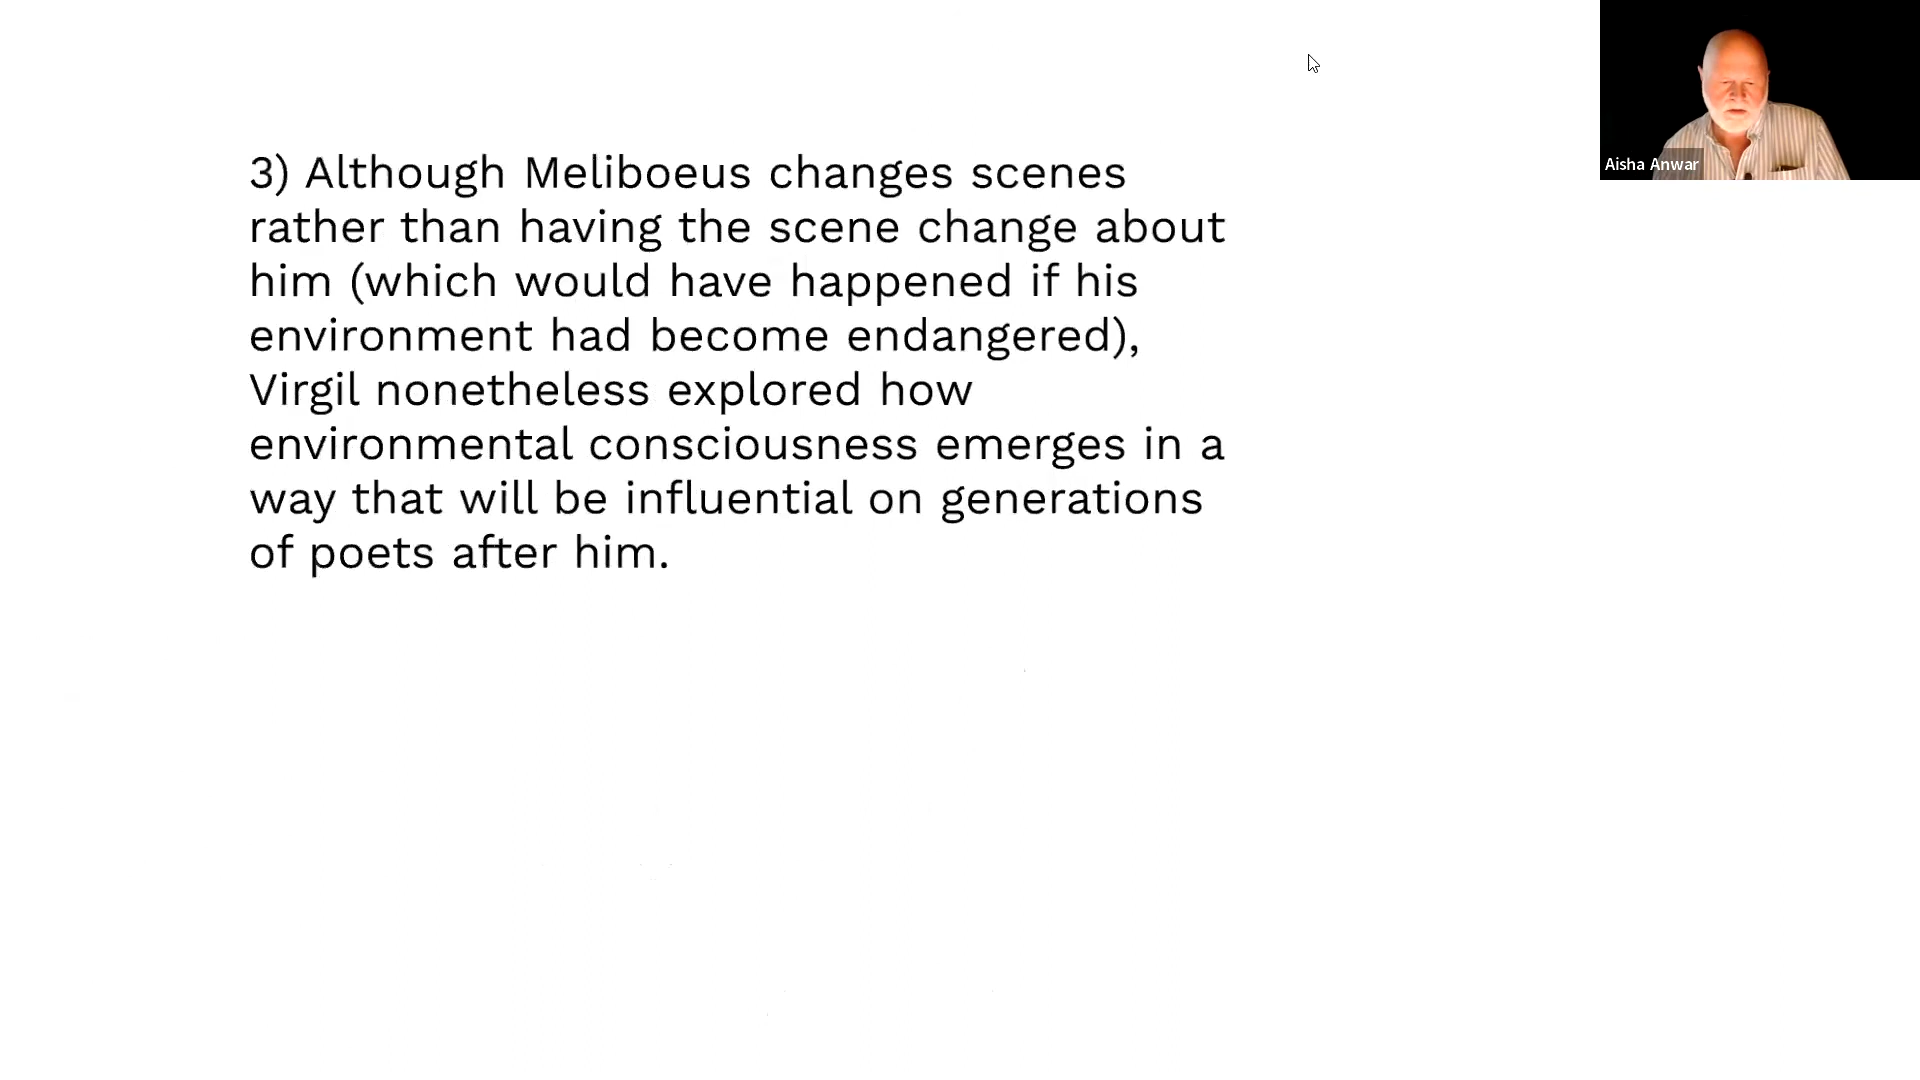 3) Although Meliboeus changes scenes
rather than having the scene change about
him (which would have happened if his
environment had become endangered),
Virgil nonetheless explored how
environmental consciousness emerges in a
way that will be influential on generations
of poets after him.
Aisha Anwar